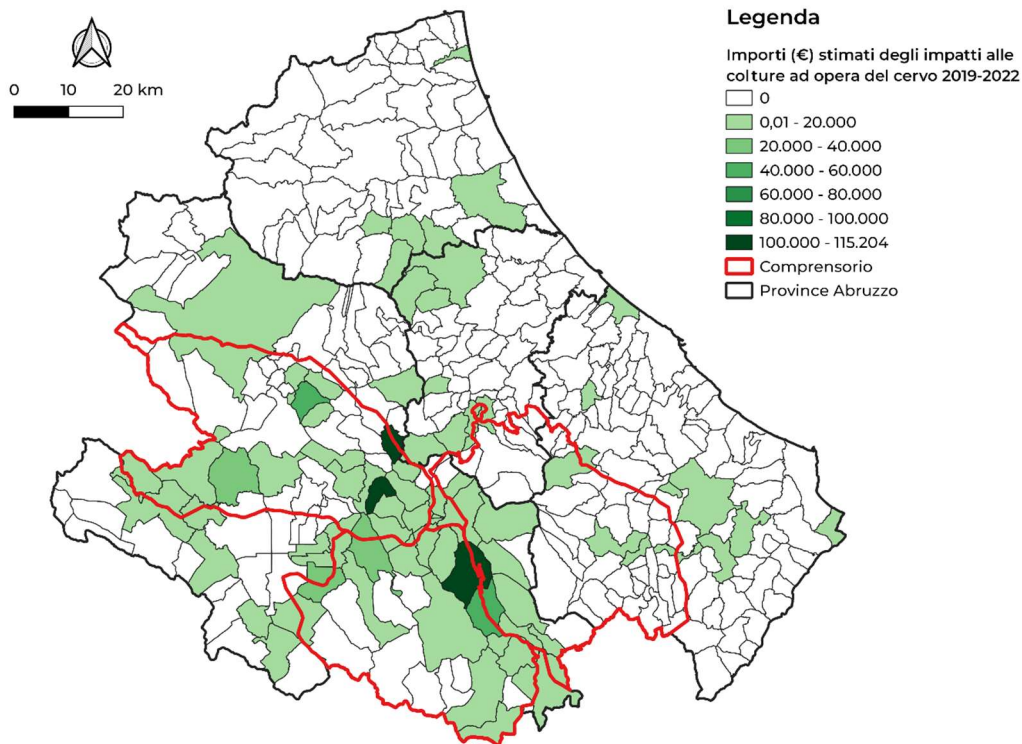 Legenda
Importi (€) stimati degli impatti alle
colture ad opera del cervo 2019-2022
0
0,01 - 20.000
20.000 - 40.000
40.000 - 60.000
60.000 - 80.000
80.000 - 100.000
100.000 - 115.204
Comprensorio
Province Abruzzo
0 10 20 km